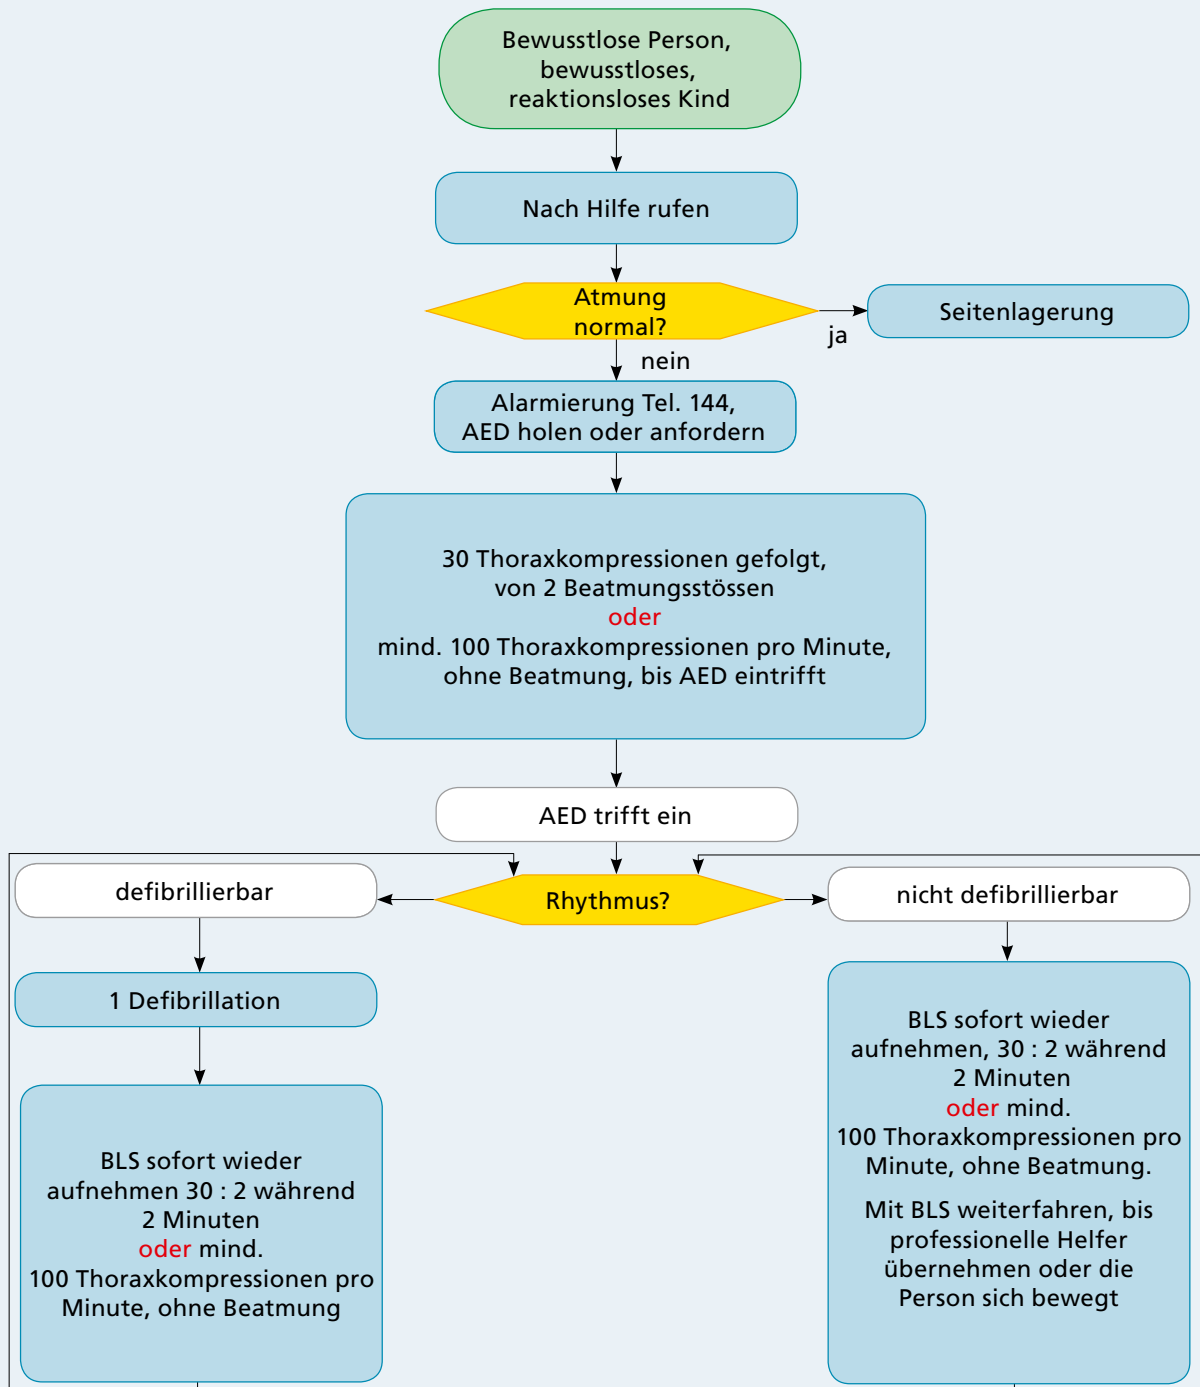 Bewusstlose Person,
bewusstloses,
reaktionsloses Kind
Nach Hilfe rufen
Atmung
normal?
ja
Seitenlagerung
nein
Alarmierung Tel. 144,
AED holen oder anfordern
30 Thoraxkompressionen gefolgt,
von 2 Beatmungsstössen
oder
mind. 100 Thoraxkompressionen pro Minute,
ohne Beatmung, bis AED eintrifft
AED trifft ein
Rhythmus?
defibrillierbar
1 Defibrillation
BLS sofort wieder
aufnehmen 30 : 2 während
2 Minuten
oder mind.
100 Thoraxkompressionen pro
Minute, ohne Beatmung
nicht defibrillierbar
BLS sofort wieder
aufnehmen, 30 : 2 während
2 Minuten
oder mind.
100 Thoraxkompressionen pro
Minute, ohne Beatmung.
Mit BLS weiterfahren, bis
professionelle Helfer
übernehmen oder die
Person sich bewegt